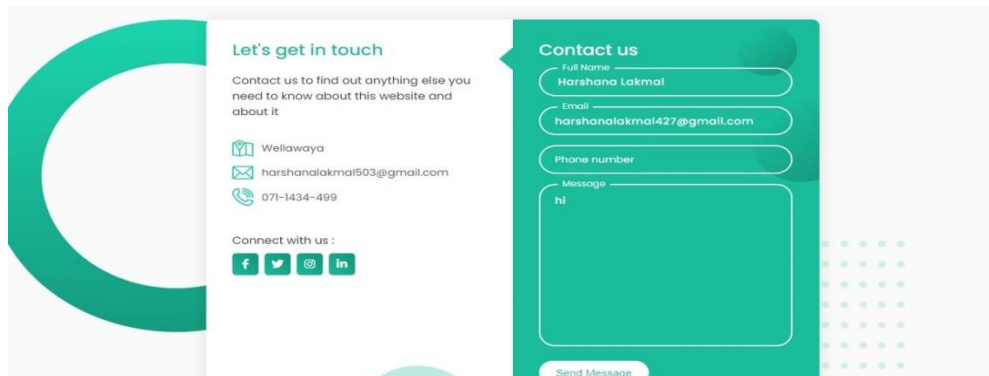 Let's get in touch
Contact us to find out anything else you
need to know about this website and
about it
Wellawaya
harshanalakmal503@gmail.com
071-1434-499
Connect with us :
Contact us
Full Name
Harshana Lakmal
Email
harshanalakmal427@gmail.com
Phone number
Message
hi
Send Message